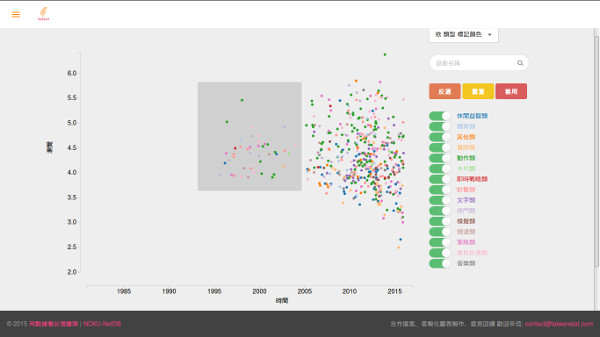 依 類型 標記顏色
遊戲名稱
反選
重置
套用
6.0
5.5
5.0
4.5
4.0
3.5
3.0
2.5
2.0
1985
1990
1995
2000
2005
2010
2015
時間
休閒益智類
體育類
其他類
冒險類
動作類
卡片類
即時戰略類
射擊類
文字類
格鬥類
模擬類
競速類
策略類
角色扮演類
音樂類
© 2015 用數據看台灣團隊 | NCKU-NetDB
合作提案、客製化圖表製作、意見回饋 歡迎來信: contact@taiwanstat.com